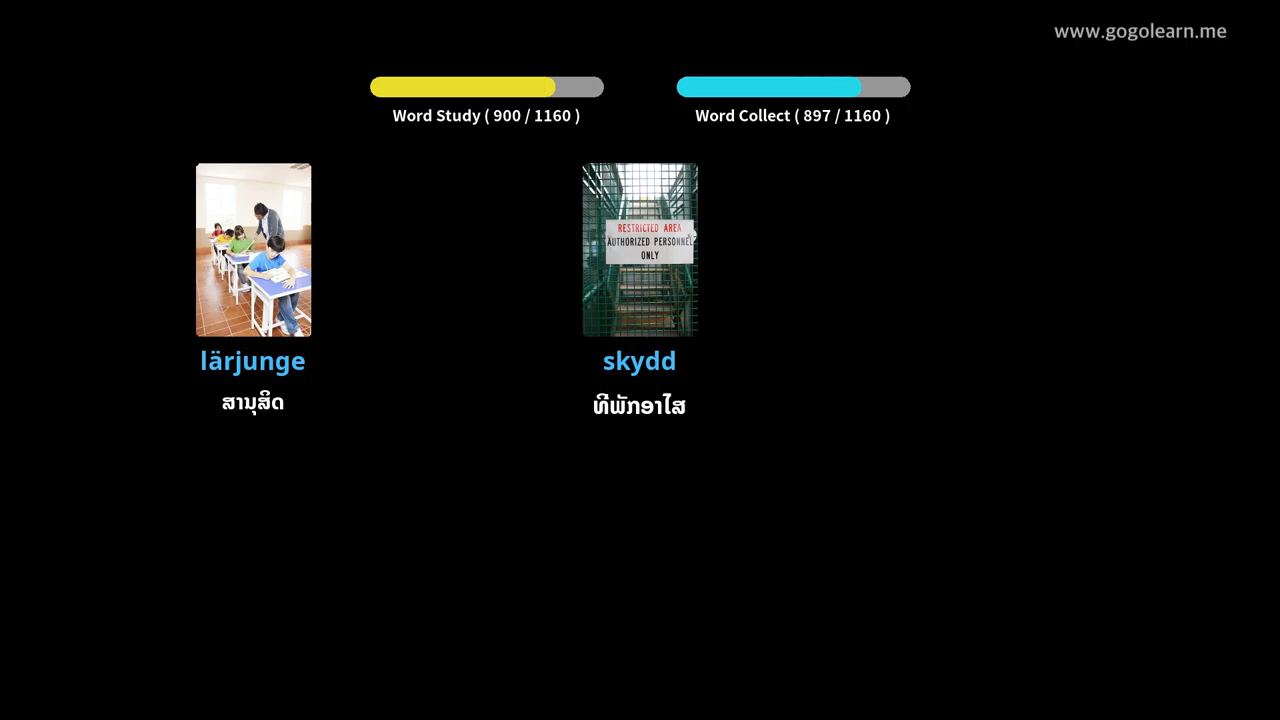 www.gogolearn.me
Word Study ( 900 / 1160 )
Word Collect ( 897 / 1160 )
RESTRICTED AREA
AUTHORIZED PERSONNEL
ONLY
lärjunge
skydd
ສານຸສິດ
ທີພັກອາໄສ